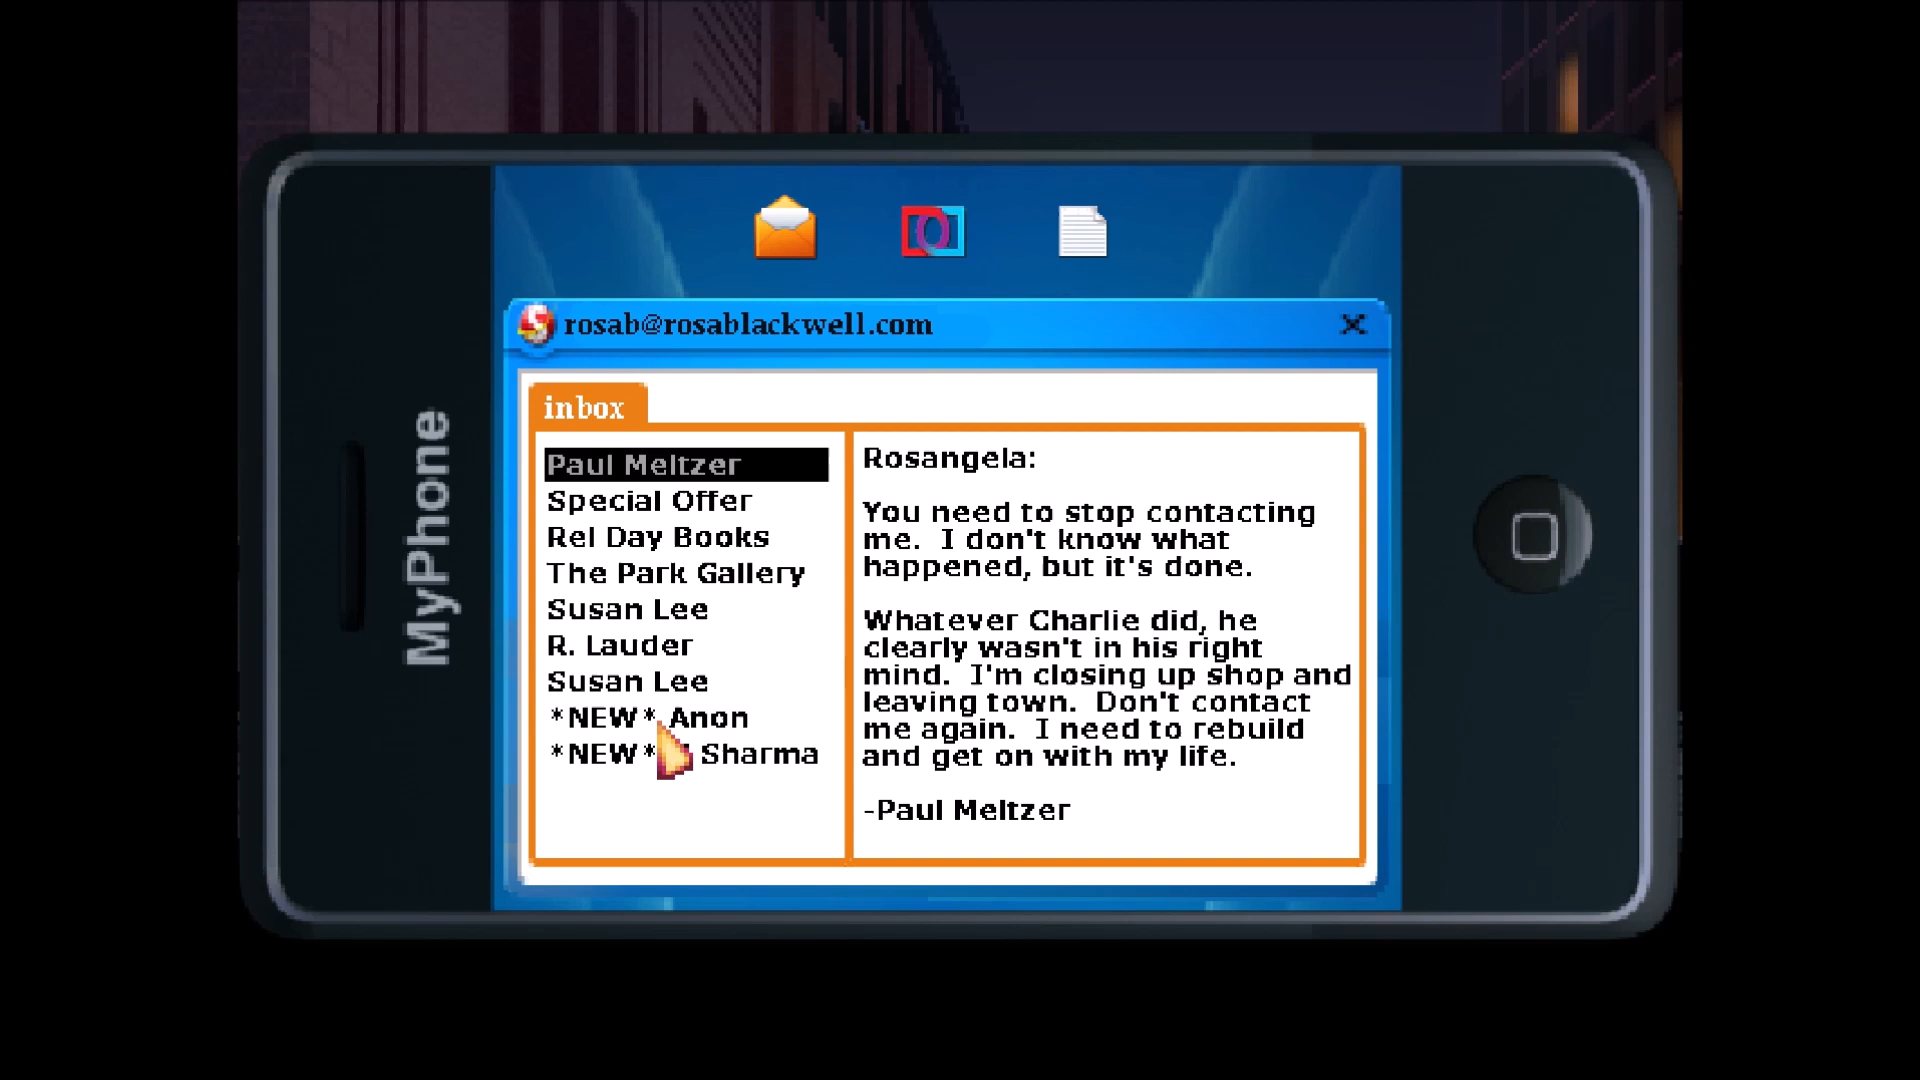 MyPhone
rosab@rosablackwell.com
inbox
Paul Meltzer
Special Offer
Rel Day Books
The Park Gallery
Susan Lee
R. Lauder
Susan Lee
*NEW* Anon
*NEW* Sharma
Rosangela:
You need to stop contacting
me. I don't know what
happened, but it's done.
Whatever Charlie did, he
clearly wasn't in his right
mind. I'm closing up shop and
leaving town. Don't contact
me again. I need to rebuild
and get on with my life.
-Paul Meltzer